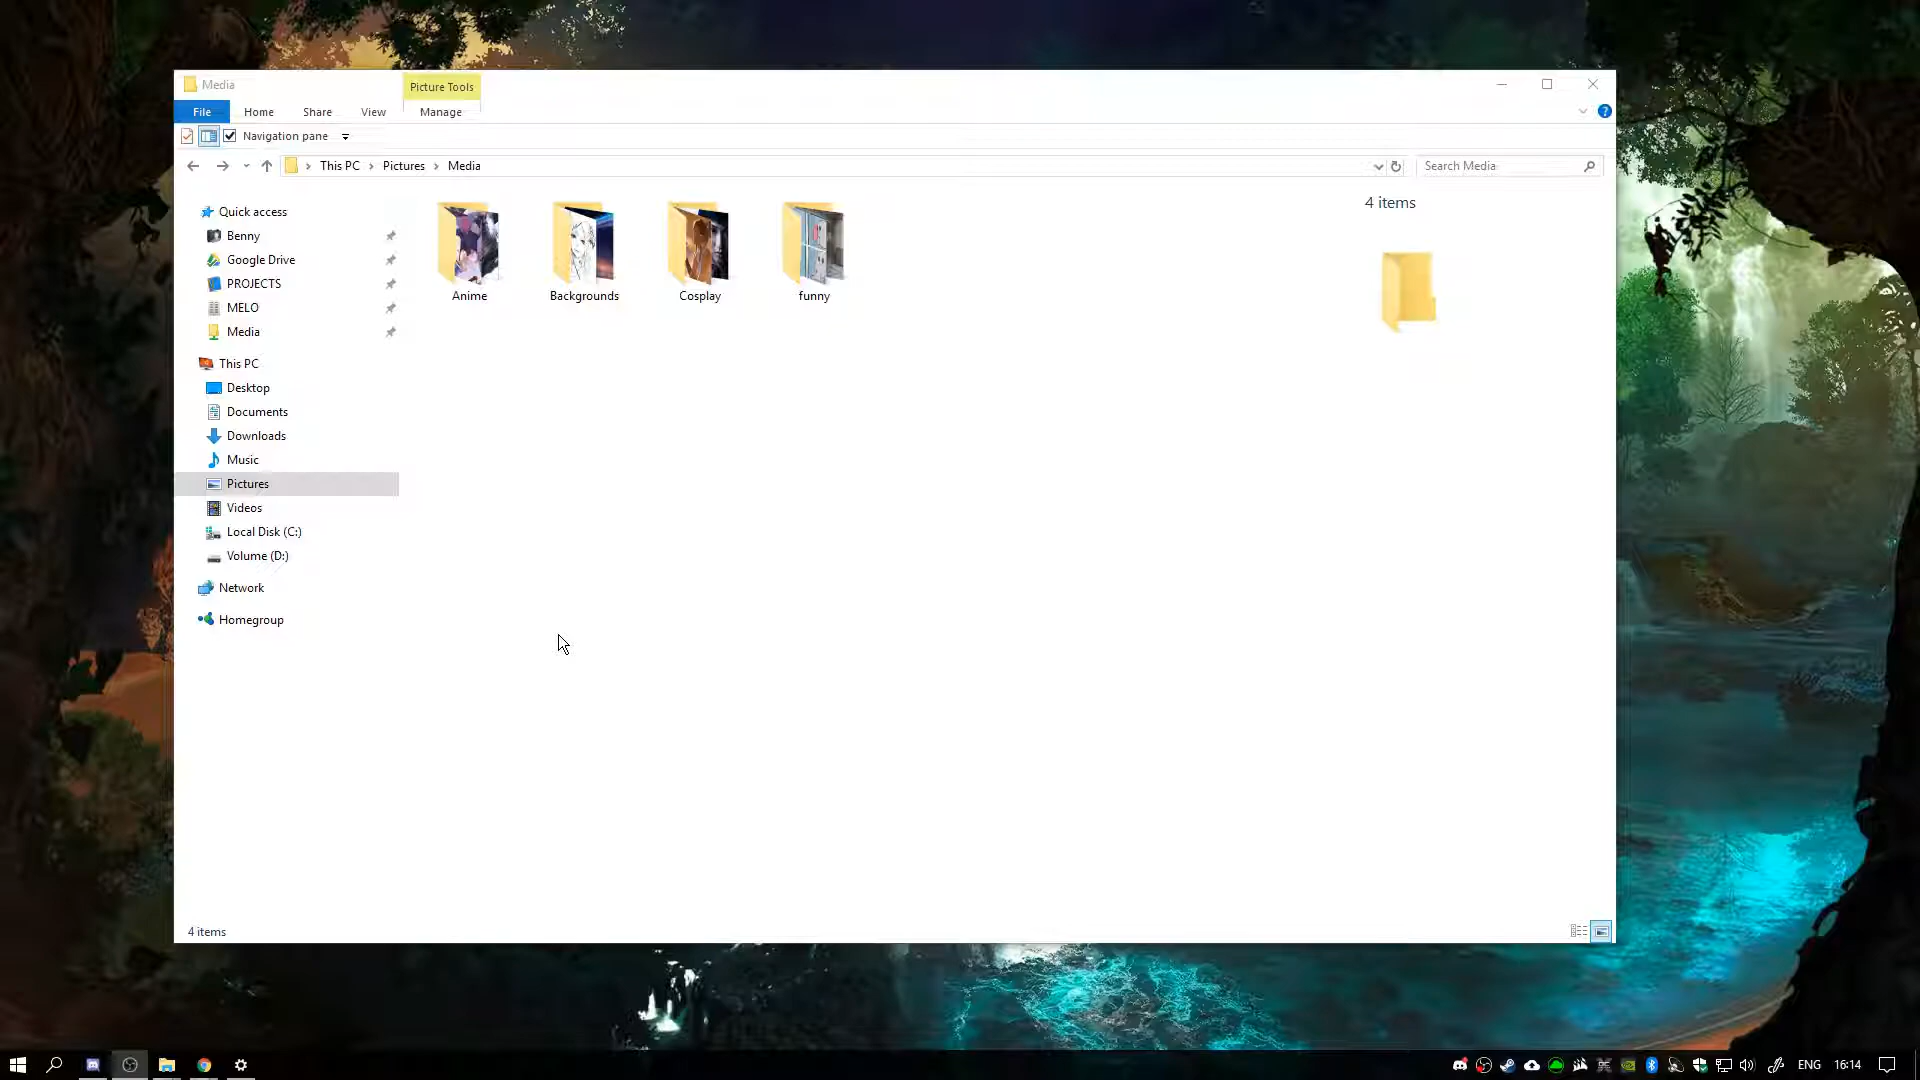 Media
Picture Tools
File Home Share View Manage
Navigation pane
This PC Pictures Media
Search Media
Quick access
Benny
Google Drive
PROJECTS
MELO
Media
This PC
Desktop
Documents
Downloads
Music
Pictures
Videos
Local Disk (C:)
Volume (D:)
Network
Homegroup
Anime
Backgrounds
Cosplay
funny
4 items
4 items
ENG 16:14